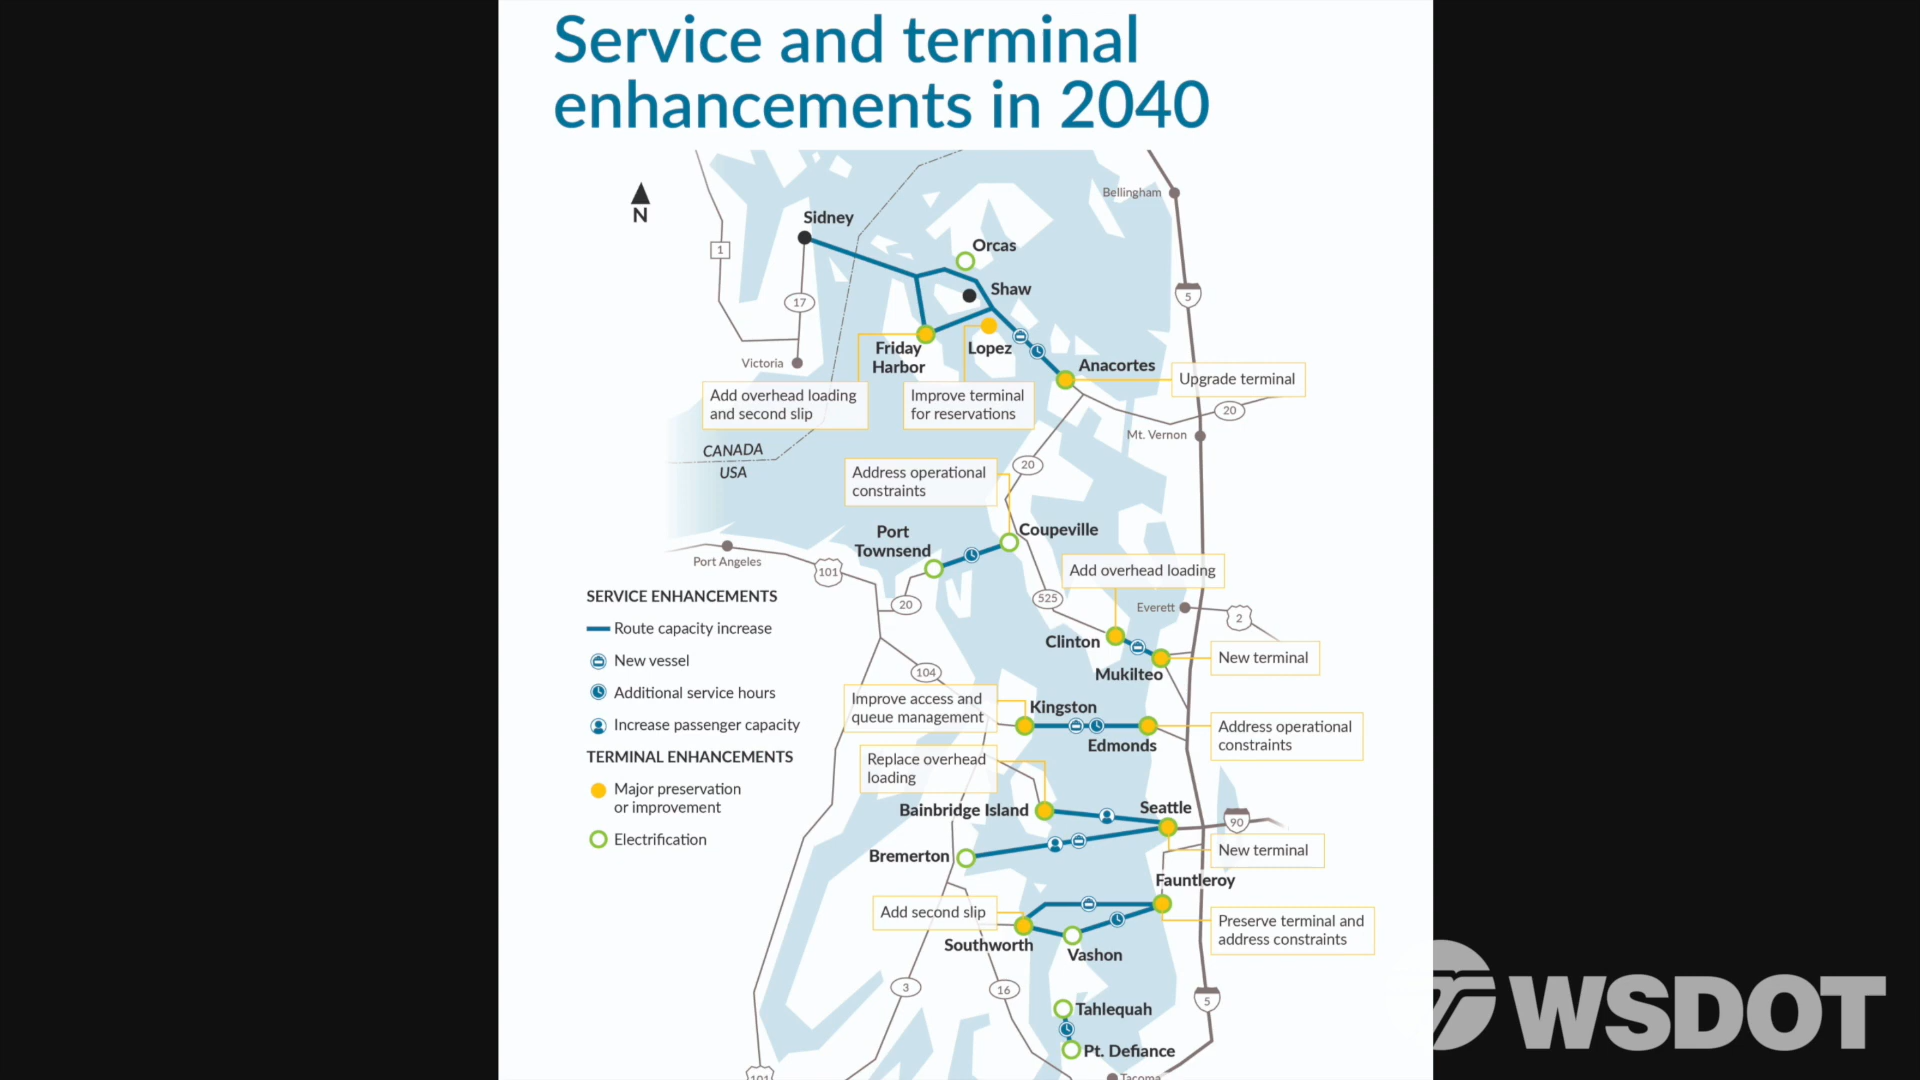 Service and terminal
enhancements in 2040
Bellingham
N
Sidney
1
Orcas
Shaw
17
5
Friday
Harbor
Lopez
Victoria
Anacortes
Upgrade terminal
Add overhead loading
and second slip
Improve terminal
for reservations
20
Mt. Vernon
CANADA
USA
20
Address operational
constraints
Port
Townsend
Coupeville
Port Angeles
101
Add overhead loading
20
525
Everett
2
SERVICE ENHANCEMENTS
Route capacity increase
New vessel
Additional service hours
Increase passenger capacity
TERMINAL ENHANCEMENTS
Major preservation
or improvement
Electrification
Clinton
Mukilteo
New terminal
104
Improve access and
queue management
Kingston
Edmonds
Address operational
constraints
Replace overhead
loading
Bainbridge Island
Seattle
90
Bremerton
New terminal
Fauntleroy
Add second slip
Southworth
Vashon
Preserve terminal and
address constraints
3
16
5
Tahlequah
Pt. Defiance
Tacoma
101
WSDOT